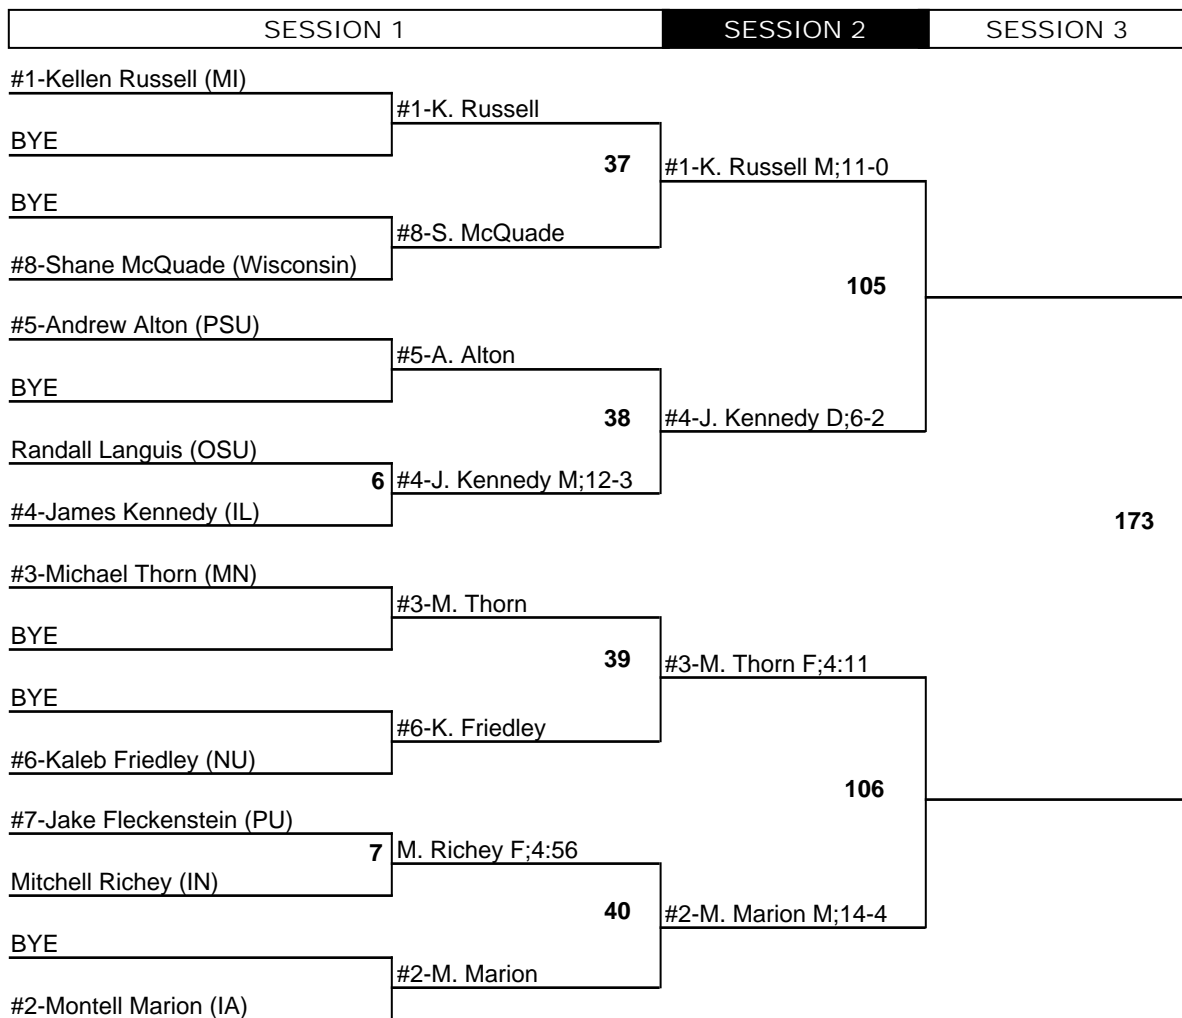 SESSION 1 SESSION 2 SESSION 3
#1-Kellen Russell (MI)
#1-K. Russell
BYE
37 #1-K. Russell M;11-0
BYE
#8-S. McQuade
#8-Shane McQuade (Wisconsin)
105
#5-Andrew Alton (PSU)
#5-A. Alton
BYE
38 #4-J. Kennedy D;6-2
Randall Languis (OSU)
6 #4-J. Kennedy M;12-3
#4-James Kennedy (IL)
173
#3-Michael Thorn (MN)
#3-M. Thorn
BYE
39 #3-M. Thorn F;4:11
BYE
#6-K. Friedley
#6-Kaleb Friedley (NU)
106
#7-Jake Fleckenstein (PU)
7 M. Richey F;4:56
Mitchell Richey (IN)
40 #2-M. Marion M;14-4
BYE
#2-M. Marion
#2-Montell Marion (IA)